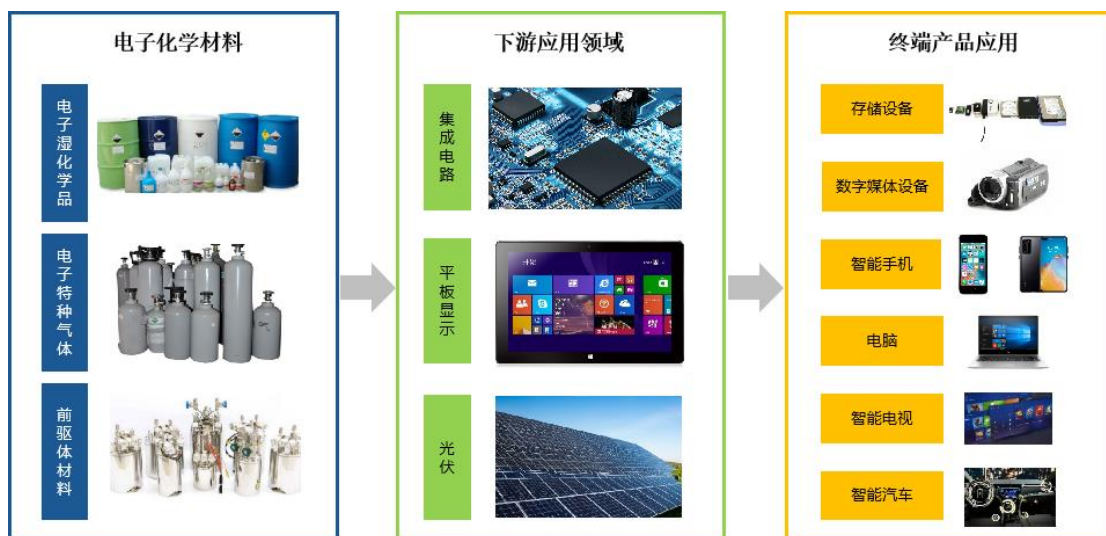 电子化学材料
电子湿化学品
电子特种气体
前驱体材料
下游应用领域
集成电路
平板显示
光伏
终端产品应用
存储设备
数字媒体设备
智能手机
电脑
智能电视
智能汽车